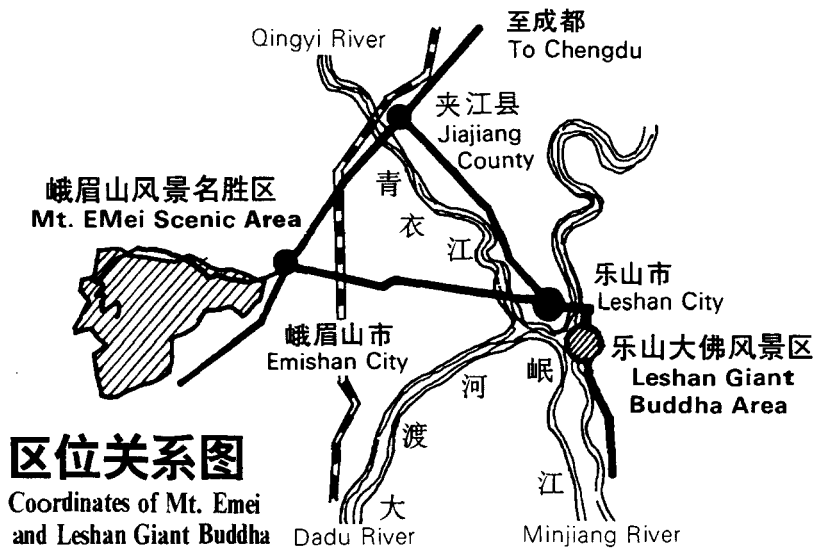 至成都
To Chengdu
Qingyi River
夹江县
Jiajiang
County
峨眉山风景名胜区
Mt. EMei Scenic Area
青
衣
江
乐山市
Leshan City
峨眉山市
Emishan City
乐山大佛风景区
Leshan Giant
Buddha Area
岷
江
河
渡
大
区位关系图
Coordinates of Mt. Emei
and Leshan Giant Buddha
Dadu River
Minjiang River